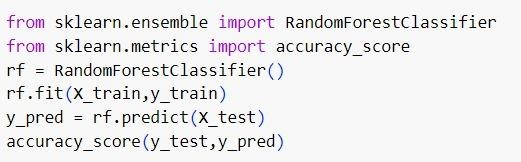 from sklearn.ensemble import RandomForestClassifier
from sklearn.metrics import accuracy_score
rf = RandomForestClassifier()
rf.fit(X_train,y_train)
y_pred = rf.predict(X_test)
accuracy_score(y_test,y_pred)